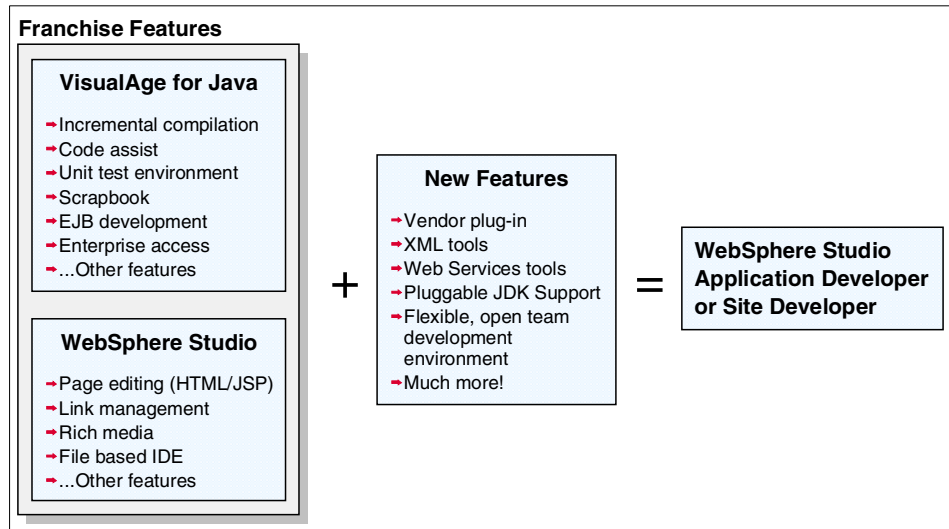 Franchise Features
VisualAge for Java
Incremental compilation
Code assist
Unit test environment
Scrapbook
EJB development
Enterprise access
...Other features
WebSphere Studio
Page editing (HTML/JSP)
Link management
Rich media
File based IDE
...Other features
+
New Features
Vendor plug-in
XML tools
Web Services tools
Pluggable JDK Support
Flexible, open team
development
environment
Much more!
=
WebSphere Studio
Application Developer
or Site Developer